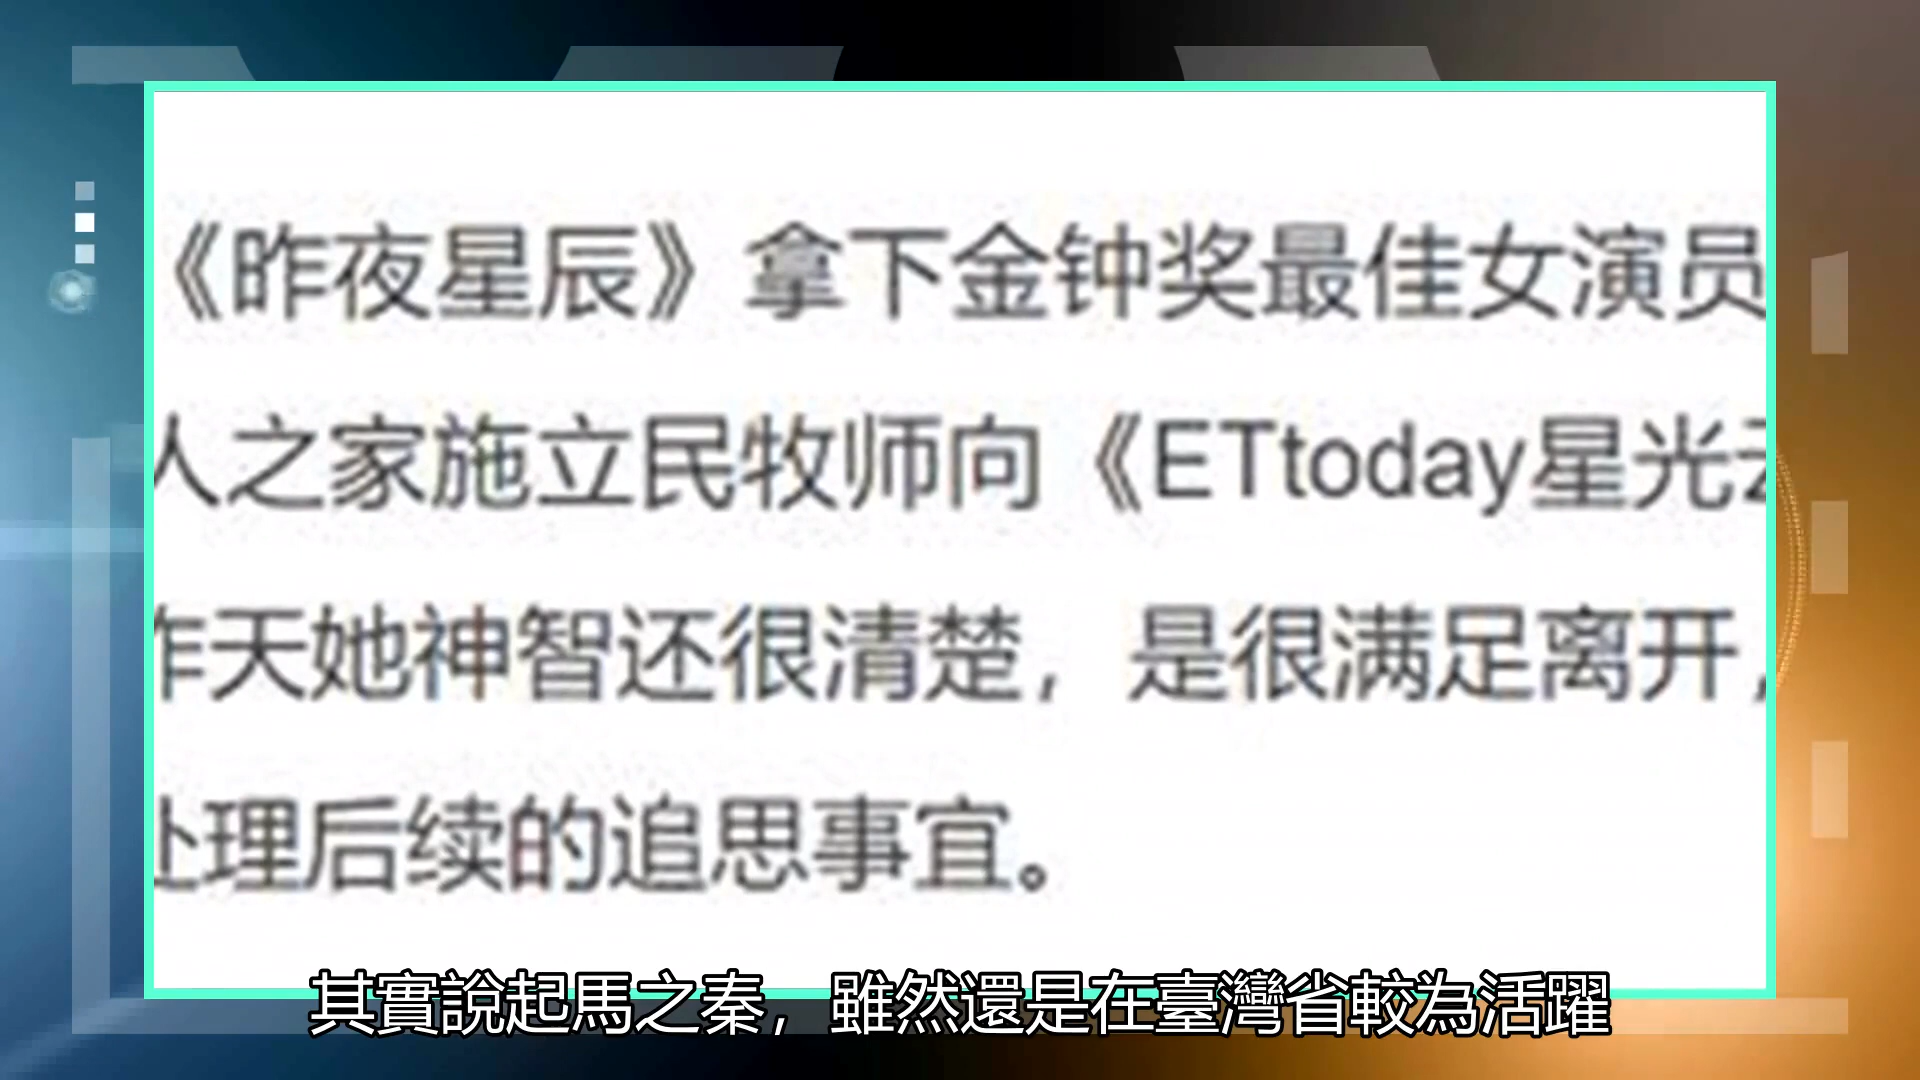 《昨夜星辰》拿下金钟奖最佳女演员
人之家施立民牧师向《ETtoday星光云
昨天她神智还很清楚，是很满足离开，
处理后续的追思事宜。
其實說起馬之秦，雖然還是在臺灣省較為活躍